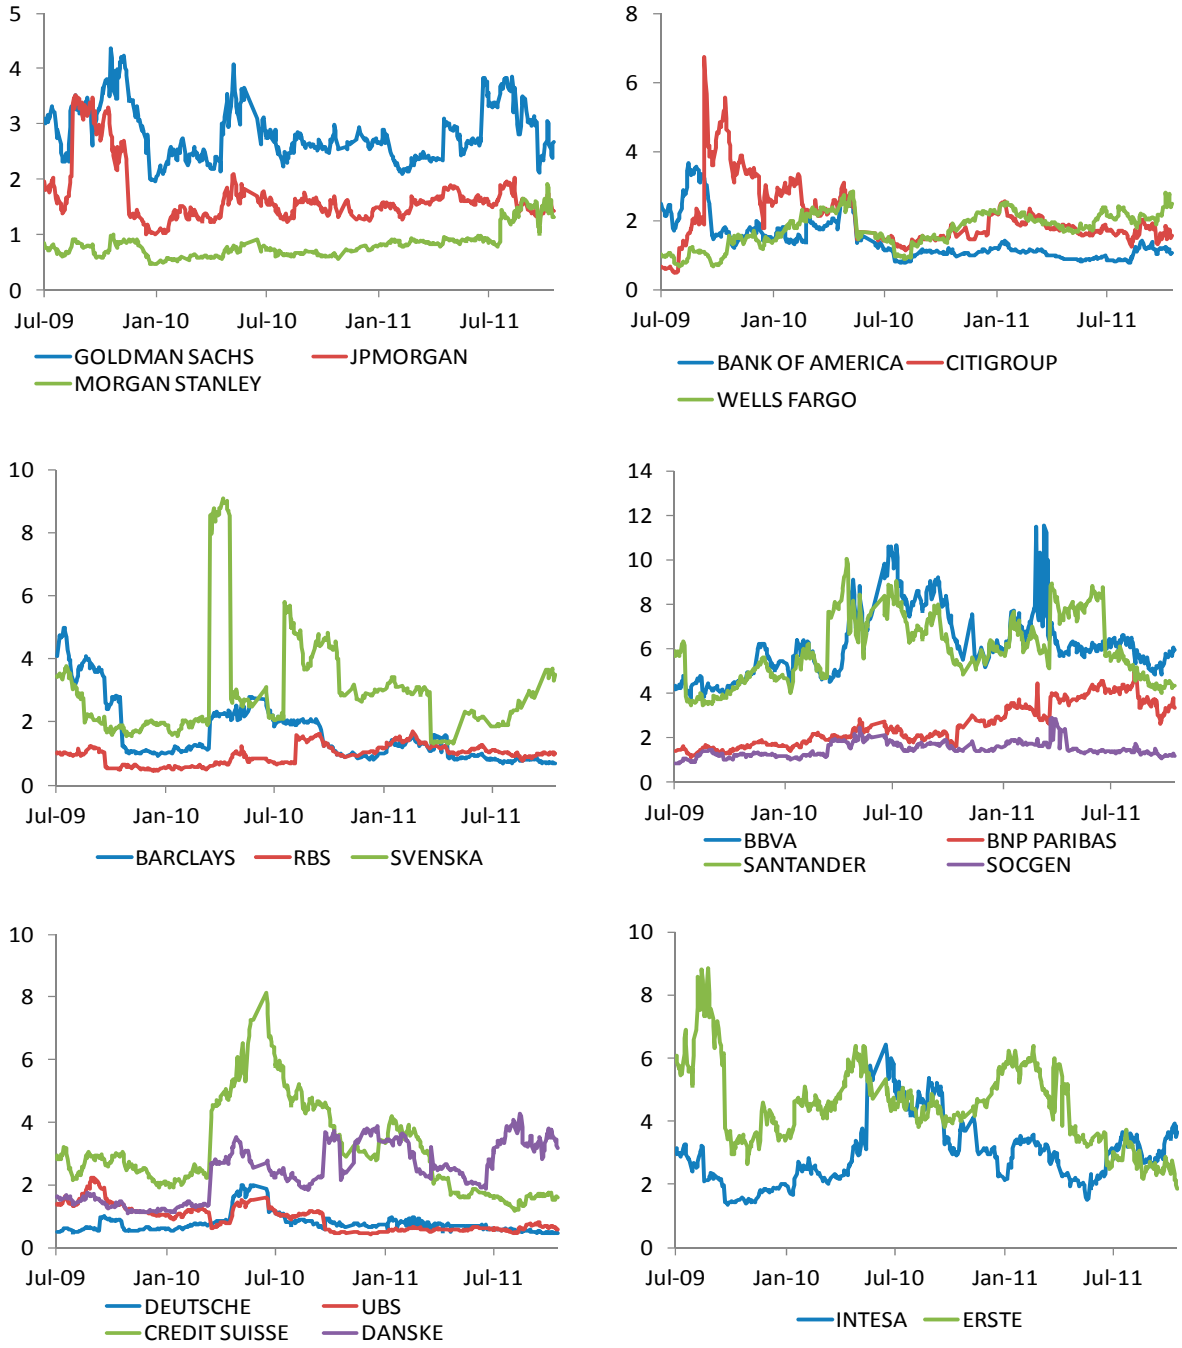 5
4
3
2
1
0
Jul-09 Jan-10 Jul-10 Jan-11 Jul-11
GOLDMAN SACHS JPMORGAN
MORGAN STANLEY
8
6
4
2
0
Jul-09 Jan-10 Jul-10 Jan-11 Jul-11
BANK OF AMERICA CITIGROUP
WELLS FARGO
10
8
6
4
2
0
Jul-09 Jan-10 Jul-10 Jan-11 Jul-11
BARCLAYS RBS SVENSKA
14
12
10
8
6
4
2
0
Jul-09 Jan-10 Jul-10 Jan-11 Jul-11
BBVA BNP PARIBAS
SANTANDER SOCGEN
10
8
6
4
2
0
Jul-09 Jan-10 Jul-10 Jan-11 Jul-11
DEUTSCHE UBS
CREDIT SUISSE DANSKE
10
8
6
4
2
0
Jul-09 Jan-10 Jul-10 Jan-11 Jul-11
INTESA ERSTE